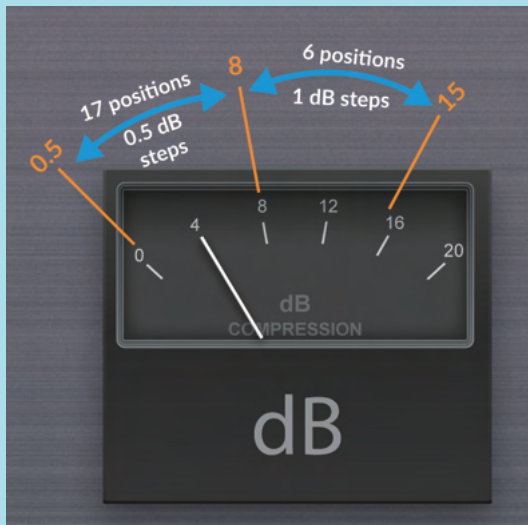 6 positions
8
17 positions
1 dB steps
15
0.5 dB
steps
0.5
8
12
4
16
0
20
dB
COMPRESSION
dB